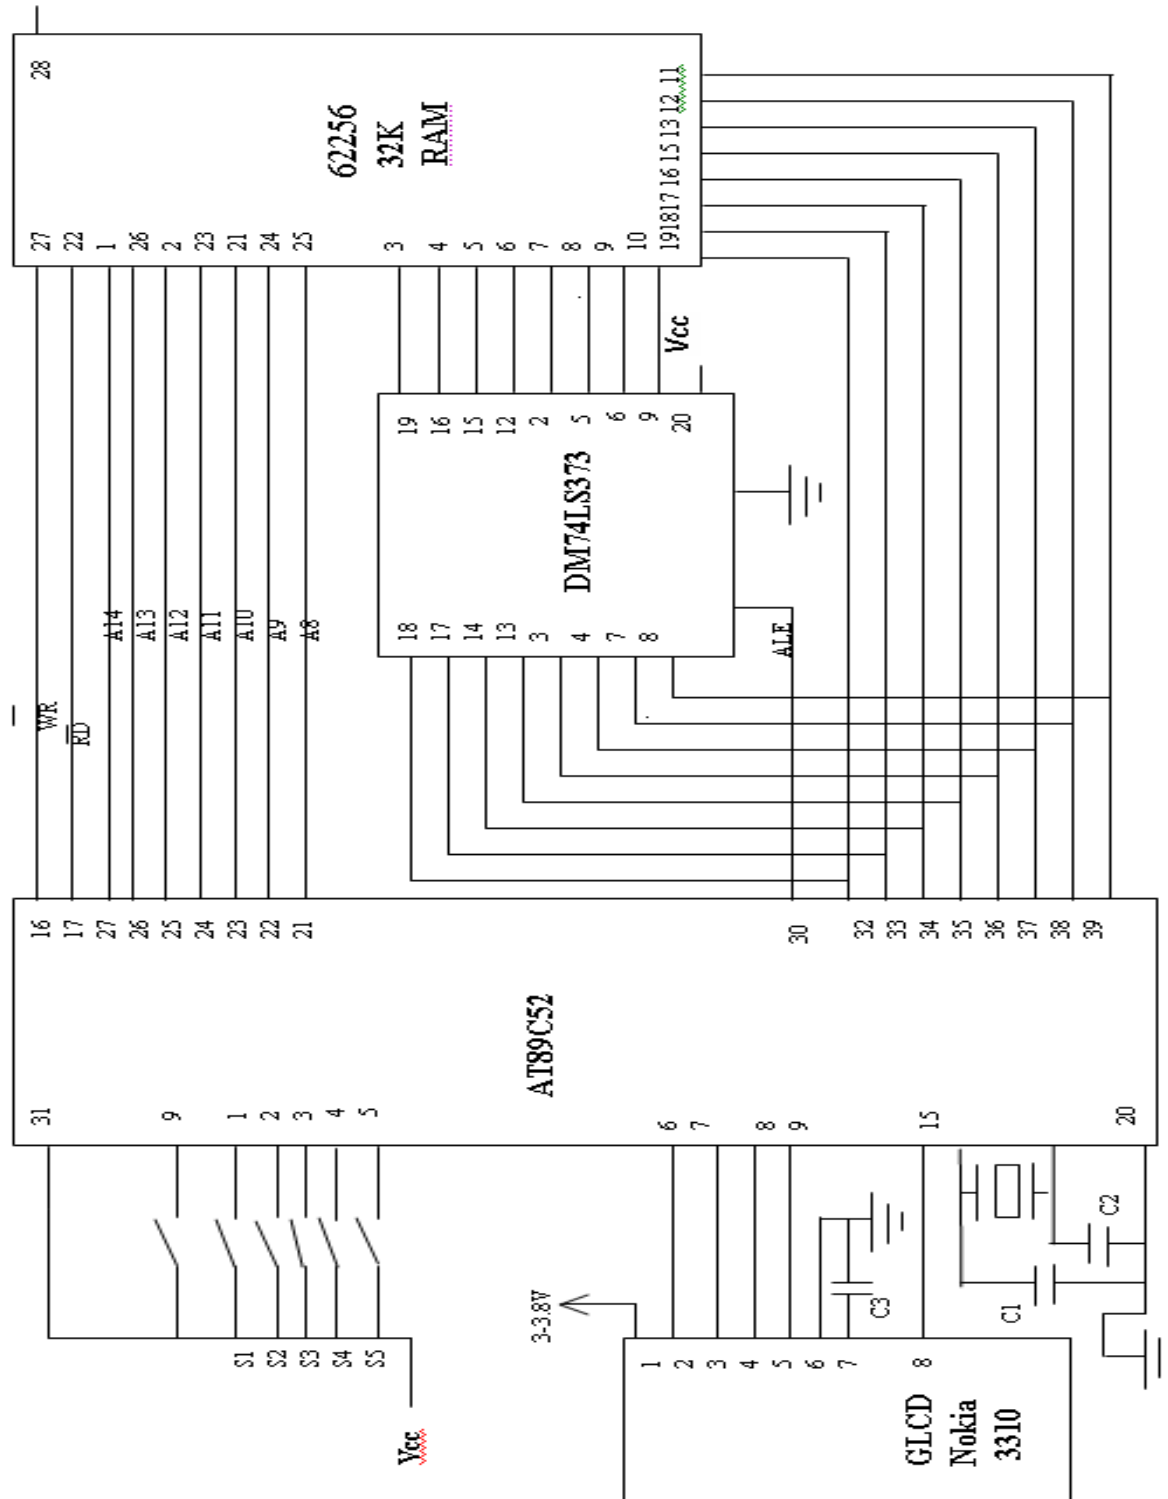 28
62256
32K
RAM
27
22
1
26
2
23
21
24
25
3
4
5
6
7
8
9
10
19 18 17 16 15 13 12 11
Vcc
19
16
15
12
2
5
6
9
20
DM74LS373
18
17
14
13
3
4
7
8
ALE
WR
RD
A14
A13
A12
A11
A10
A9
A8
16
17
27
26
25
24
23
22
21
30
32
33
34
35
36
37
38
39
AT89C52
31
9
1
2
3
4
5
6
7
8
9
15
20
S1
S2
S3
S4
S5
Vcc
3-3.8V
C3
C1
C2
1
2
3
4
5
6
7
8
GLCD
Nokia
3310